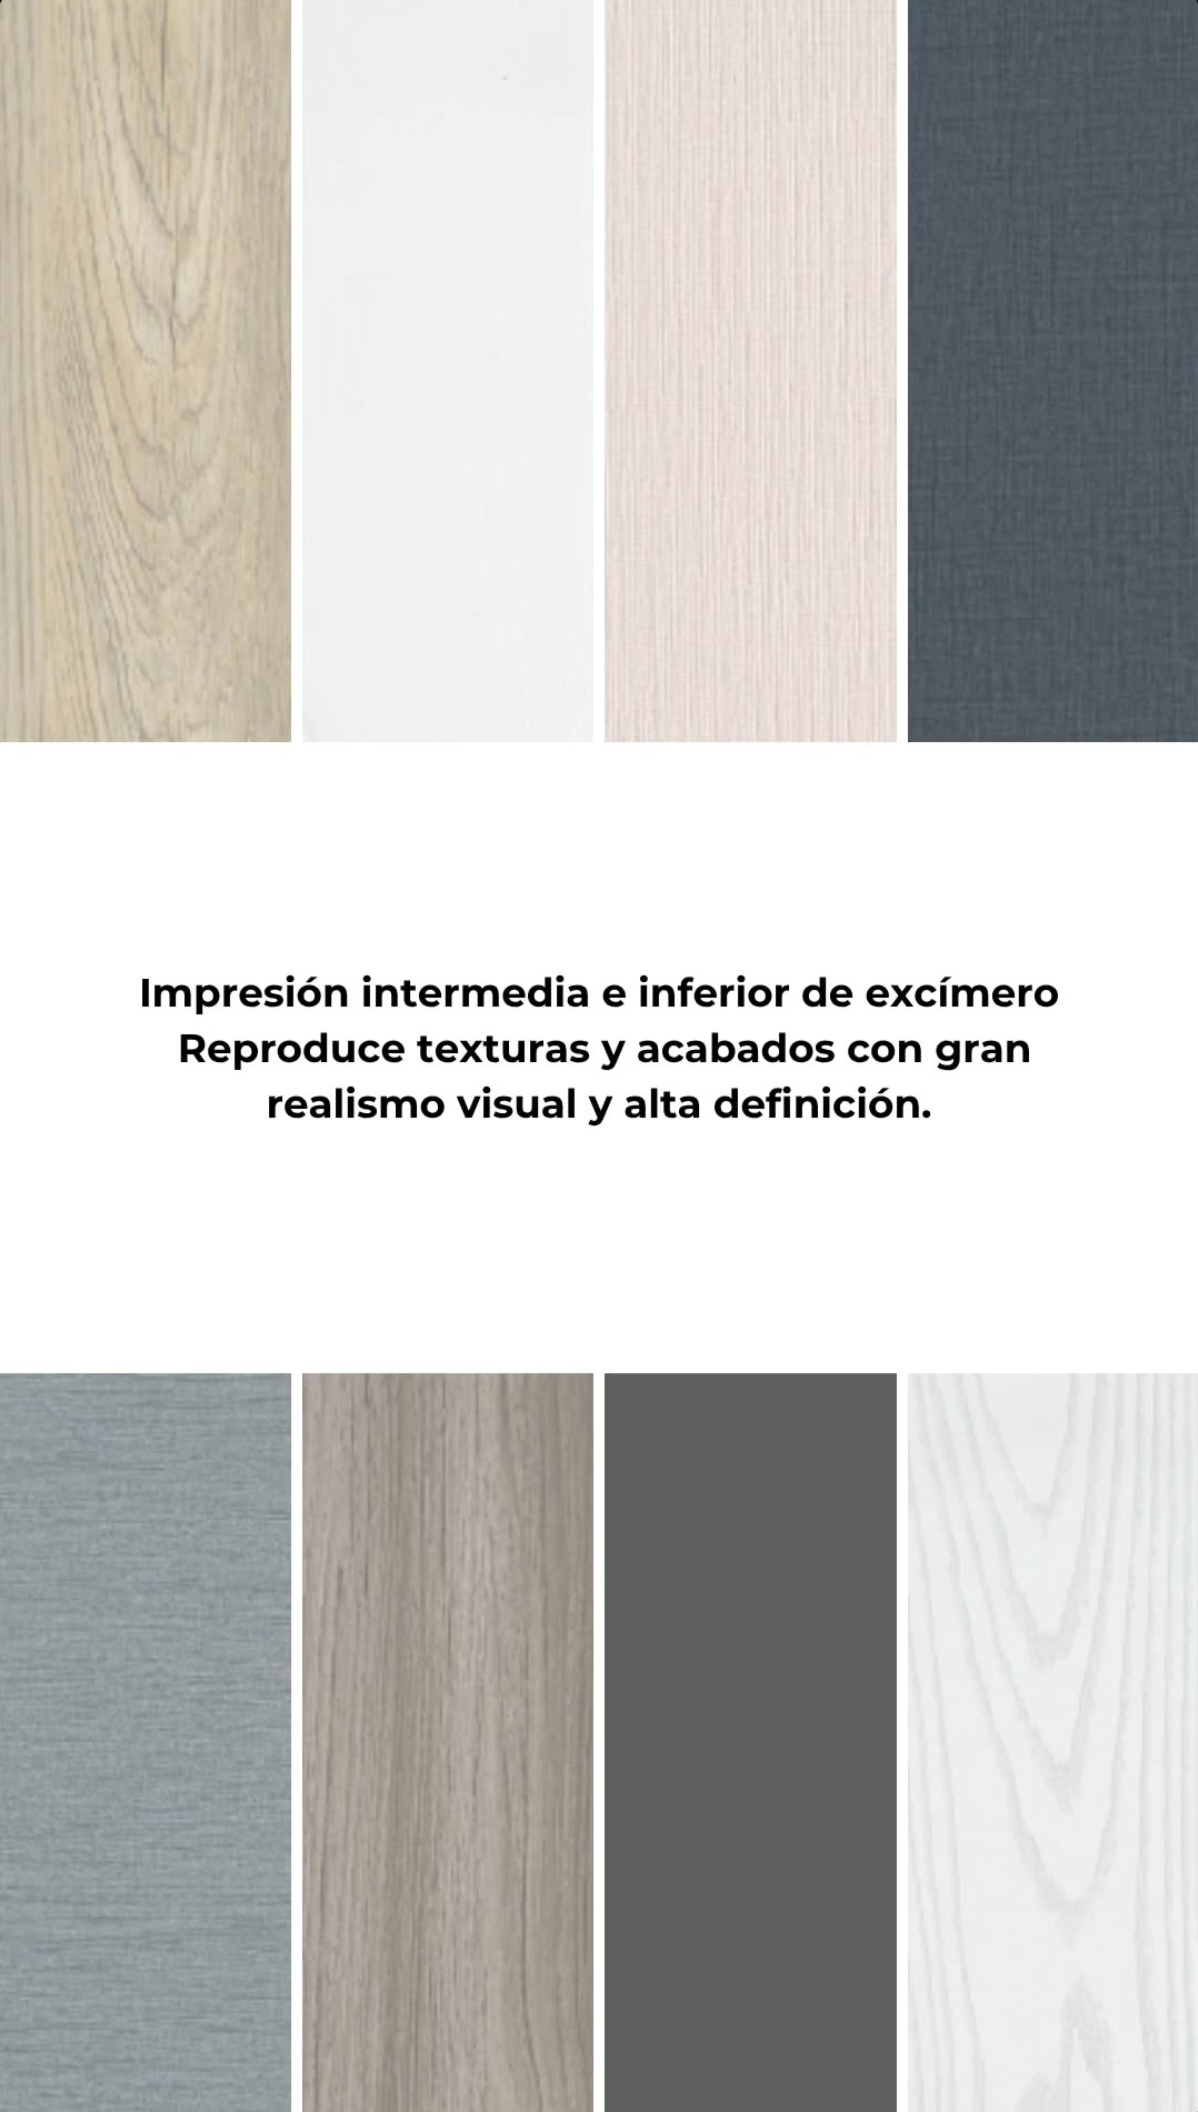 Impresión intermedia e inferior de excímero
Reproduce texturas y acabados con gran
realismo visual y alta definición.